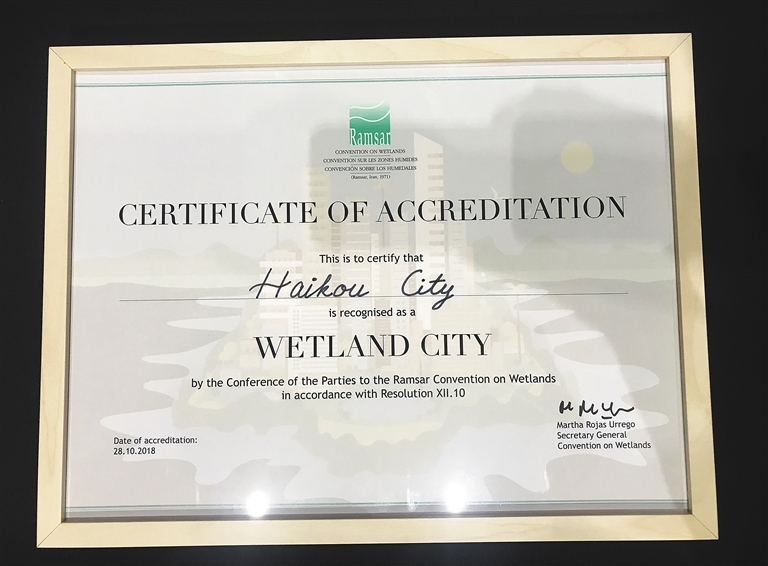 Ramsar
CONVENTION ON WETLANDS
CONVENTION SUR LES ZONES HUMIDES
CONVENCIÓN SOBRE LOS HUMEDALES
(Ramsar, Iran, 1971)
CERTIFICATE OF ACCREDITATION
This is to certify that
Haikou City
is recognised as a
WETLAND CITY
by the Conference of the Parties to the Ramsar Convention on Wetlands
in accordance with Resolution XII.10
Martha Rojas Urrego
Secretary General
Convention on Wetlands
Date of accreditation:
28.10.2018